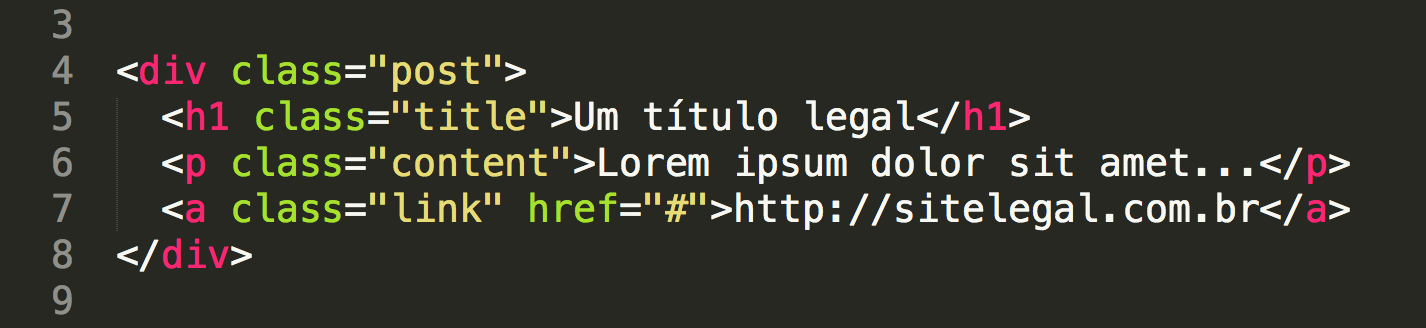 3
4 <div class="post">
5   <h1 class="title">Um título legal</h1>
6   <p class="content">Lorem ipsum dolor sit amet...</p>
7   <a class="link" href="#">http://sitelegal.com.br</a>
8 </div>
9